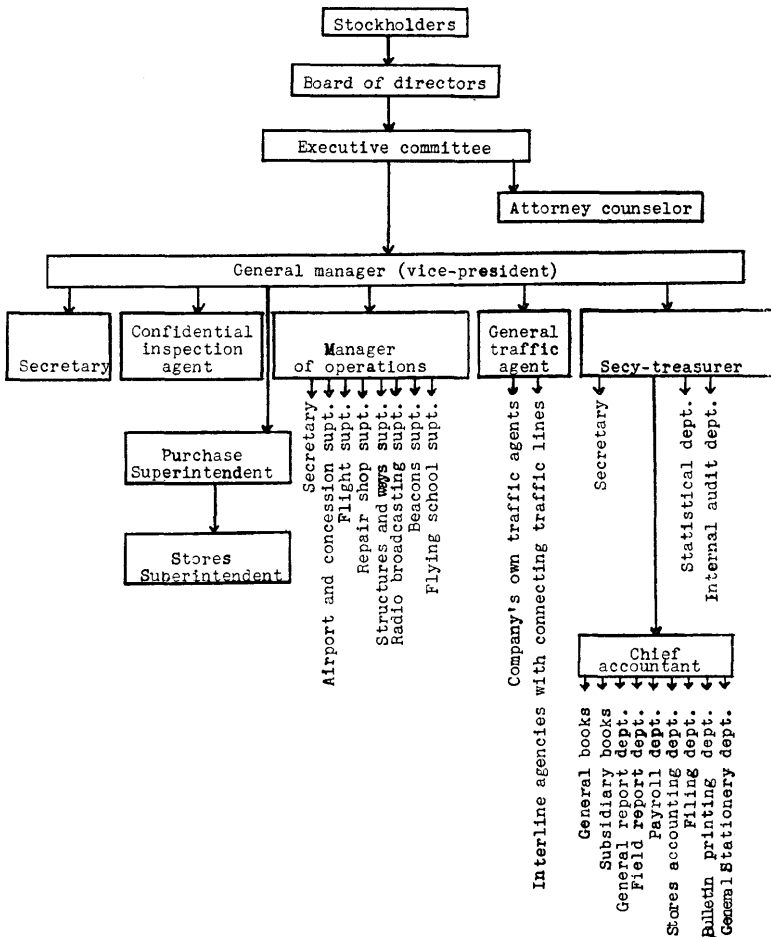 Stockholders
Board of directors
Executive committee
Attorney counselor
General manager (vice-president)
Secretary
Confidential
inspection
agent
Manager
of operations
General
traffic
agent
Secy-treasurer
Purchase
Superintendent
Stores
Superintendent
Secretary
Airport and concession supt.
Flight supt.
Repair shop supt.
Structures and ways supt.
Radio broadcasting supt.
Beacons supt.
Flying school supt.
Company's own traffic agents
Interline agencies with connecting traffic lines
Secretary
Statistical dept.
Internal audit dept.
Chief
accountant
General books
Subsidiary books
General report dept.
Field report dept.
Payroll dept.
Stores accounting dept.
Filing dept.
Bulletin printing dept.
General Stationery dept.